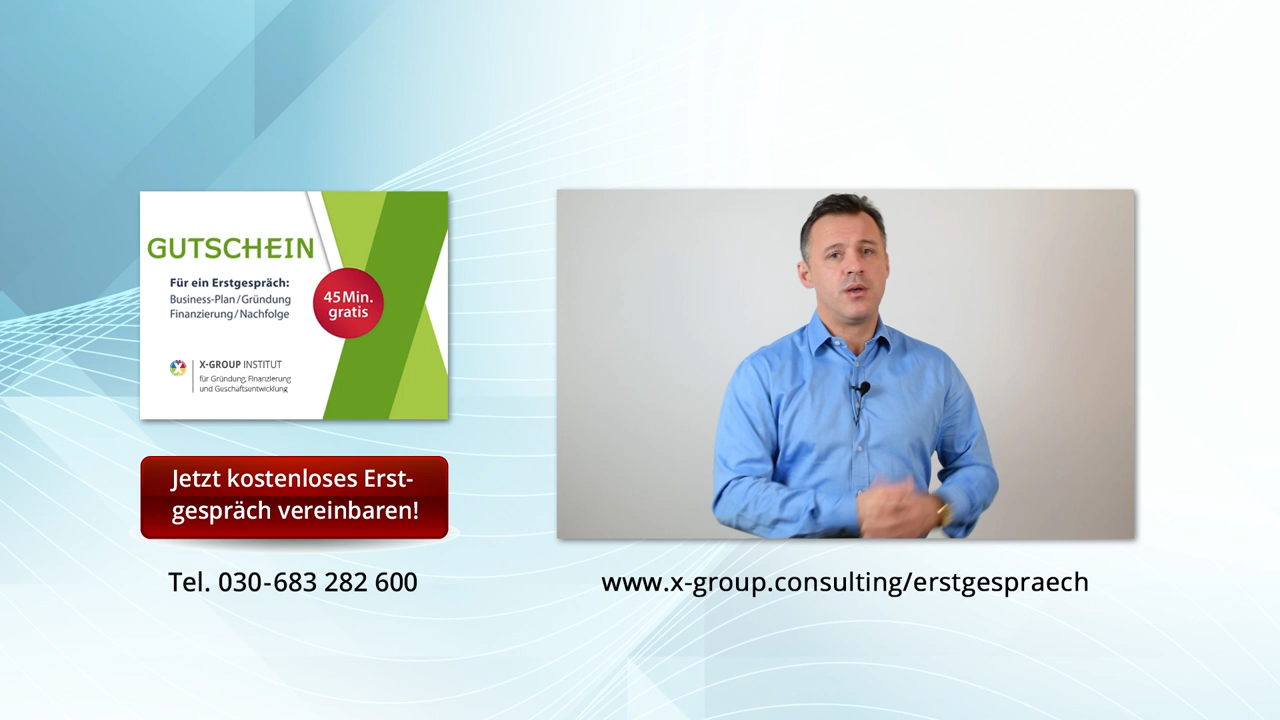 GUTSCHEIN
Für ein Erstgespräch:
Business-Plan/Gründung
Finanzierung/Nachfolge
45 Min.
gratis
X-GROUP INSTITUT
für Gründung, Finanzierung
und Geschäftsentwicklung
Jetzt kostenloses Erst-
gespräch vereinbaren!
Tel. 030-683 282 600
www.x-group.consulting/erstgespraech